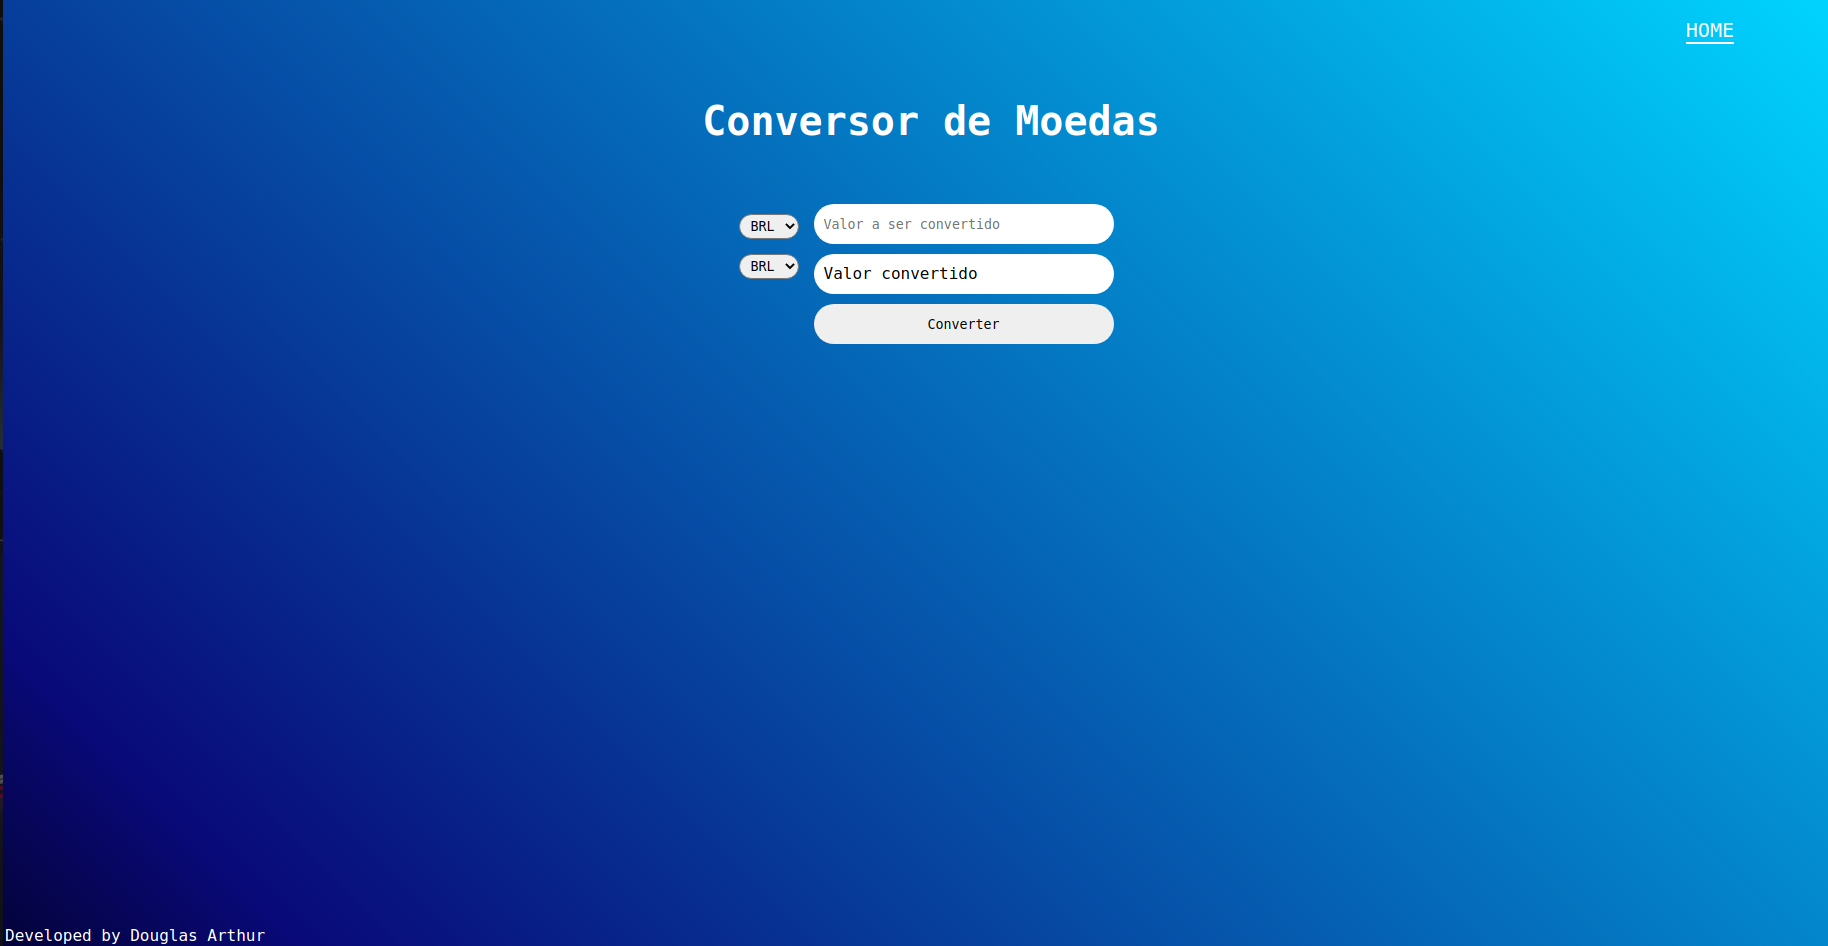 HOME
Conversor de Moedas
BRL
Valor a ser convertido
BRL
Valor convertido
Converter
Developed by Douglas Arthur